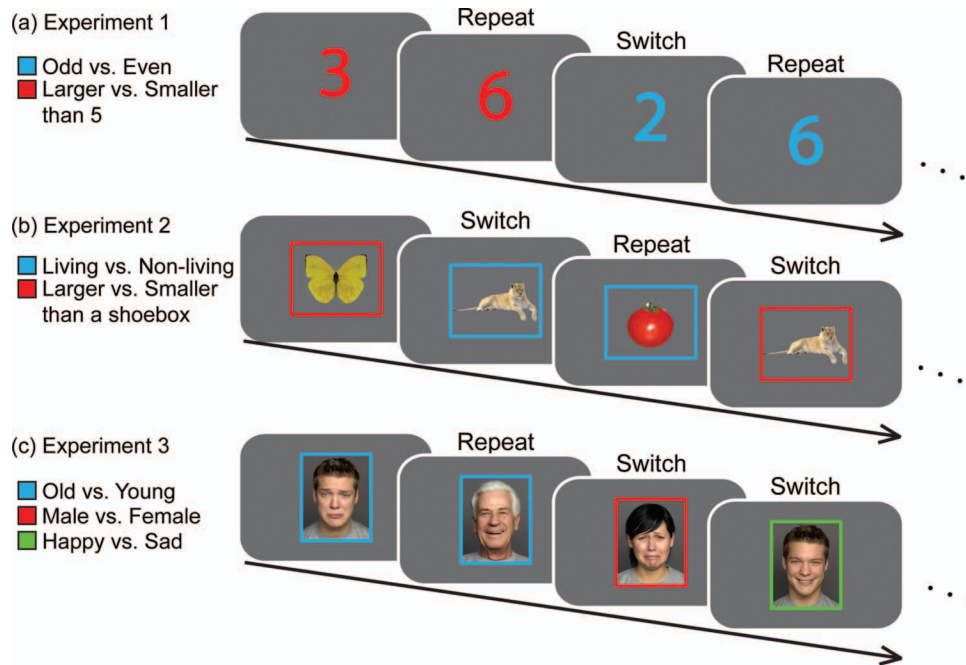 (a) Experiment 1
Odd vs. Even
Larger vs. Smaller
than 5
3
Repeat
6
Switch
2
Repeat
6
(b) Experiment 2
Living vs. Non-living
Larger vs. Smaller
than a shoebox
Switch
Repeat
Switch
(c) Experiment 3
Old vs. Young
Male vs. Female
Happy vs. Sad
Repeat
Switch
Switch